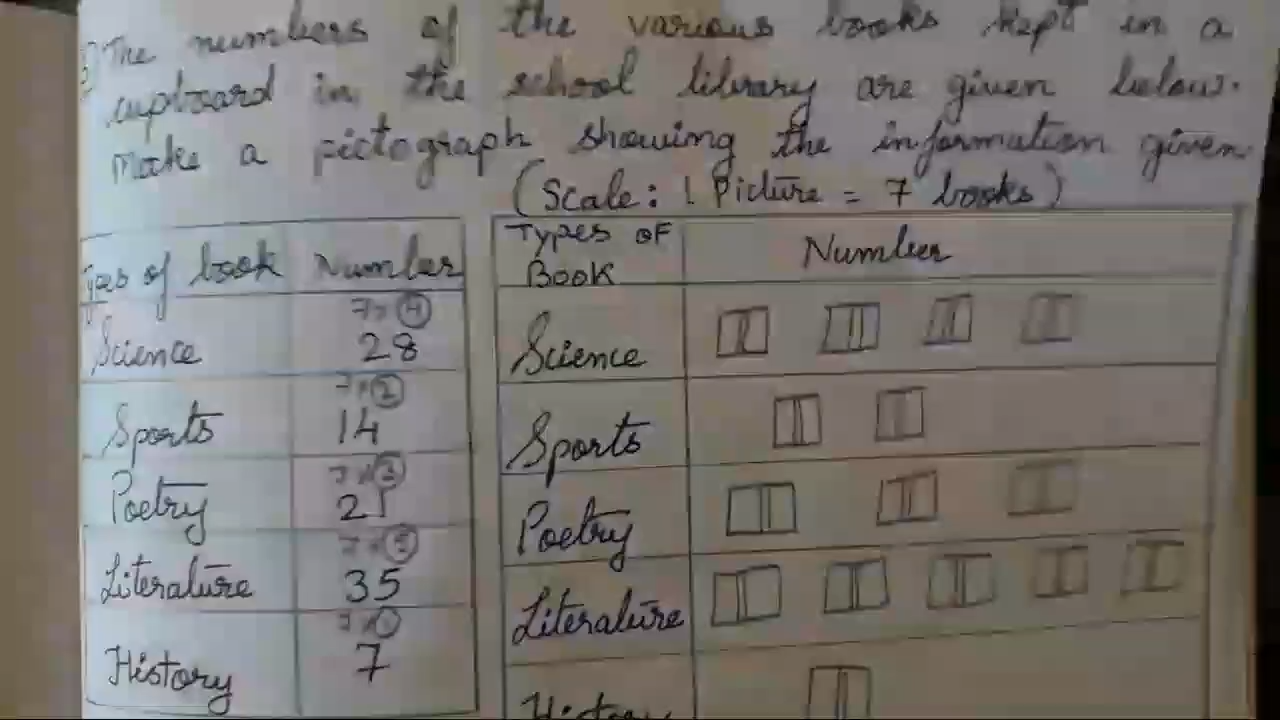 The numbers of the various books kept in a
cupboard in the school library are given below.
Make a pictograph showing the information given
(Scale: 1 Picture = 7 books)
Types of book Number
7×4
Science 28
7×2
Sports 14
7×3
Poetry 21
7×5
Literature 35
7×1
History 7
Types of
Book Number
Science
Sports
Poetry
Literature
History